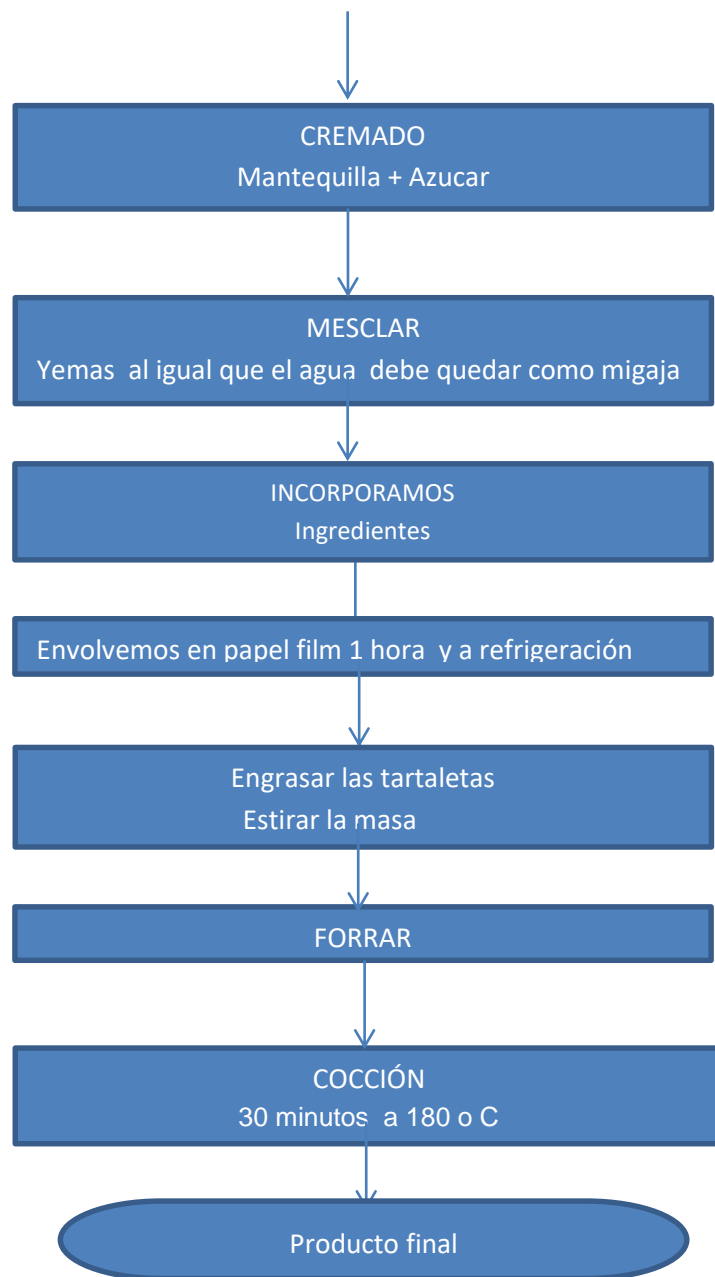 CREMADO
Mantequilla + Azucar
MESCLAR
Yemas al igual que el agua debe quedar como migaja
INCORPORAMOS
Ingredientes
Envolvemos en papel film 1 hora y a refrigeración
Engrasar las tartaletas
Estirar la masa
FORRAR
COCCIÓN
30 minutos a 180 o C
Producto final